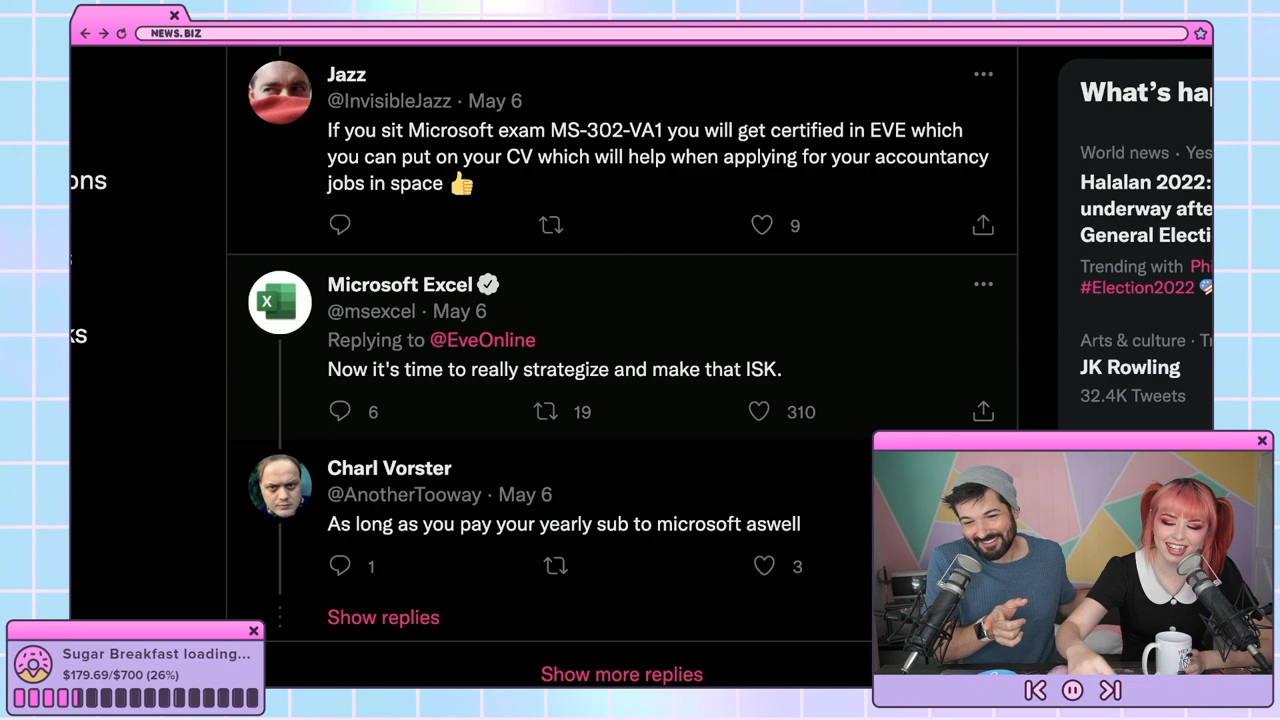 NEWS.BIZ
Jazz
@InvisibleJazz · May 6
If you sit Microsoft exam MS-302-VA1 you will get certified in EVE which
you can put on your CV which will help when applying for your accountancy
jobs in space 👍
9
Microsoft Excel
@msexcel · May 6
Replying to @EveOnline
Now it's time to really strategize and make that ISK.
6 19 310
Charl Vorster
@AnotherTooway · May 6
As long as you pay your yearly sub to microsoft aswell
1 3
Show replies
Show more replies
ons
ks
What's ha
World news · Yes
Halalan 2022:
underway afte
General Electi
Trending with Phi
#Election2022
Arts & culture · Tr
JK Rowling
32.4K Tweets
Sugar Breakfast loading...
$179.69/$700 (26%)